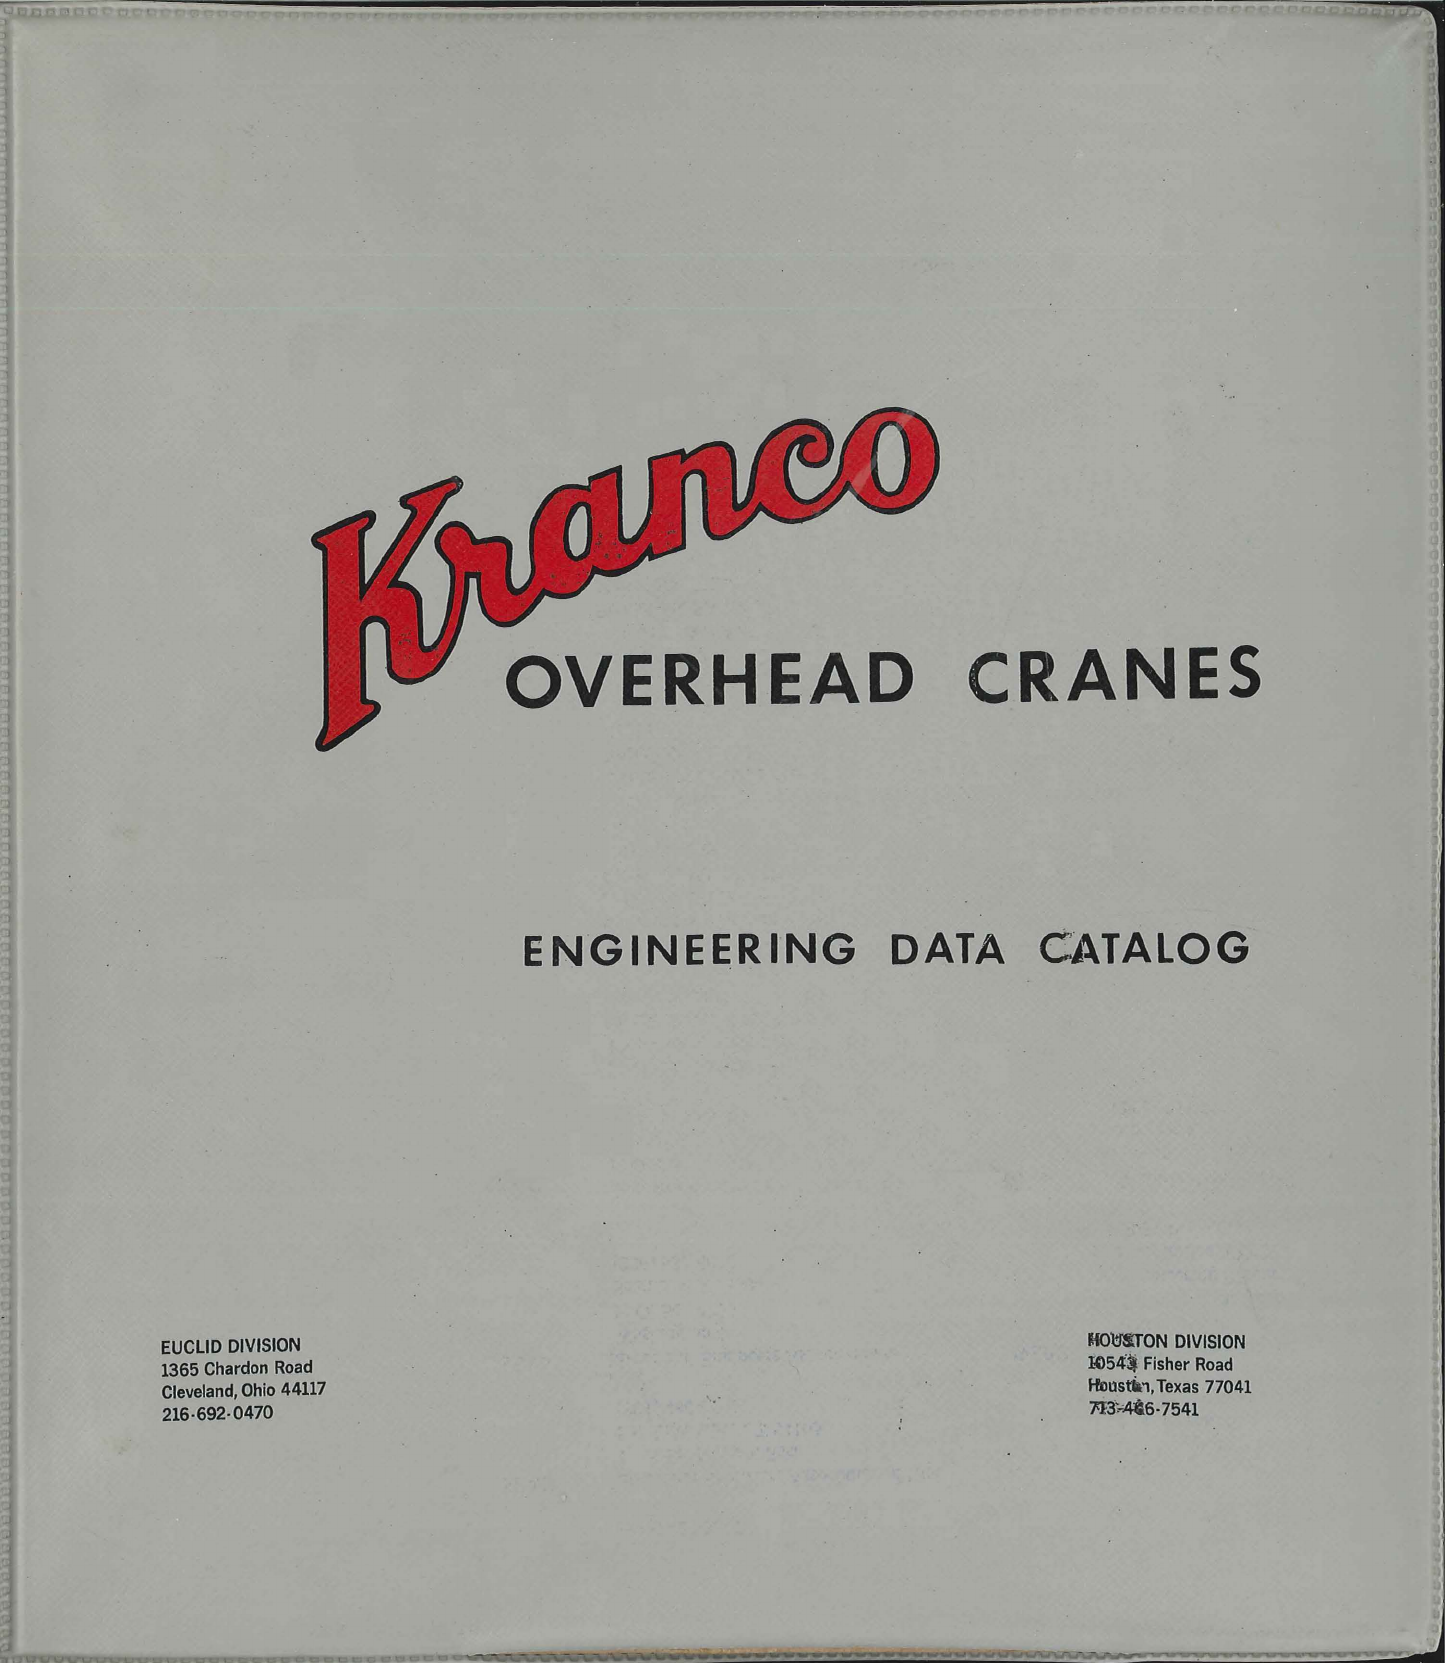 Kranco
OVERHEAD CRANES
ENGINEERING DATA CATALOG
EUCLID DIVISION
1365 Chardon Road
Cleveland, Ohio 44117
216-692-0470
HOUSTON DIVISION
Fisher Road
Houston, Texas 77041